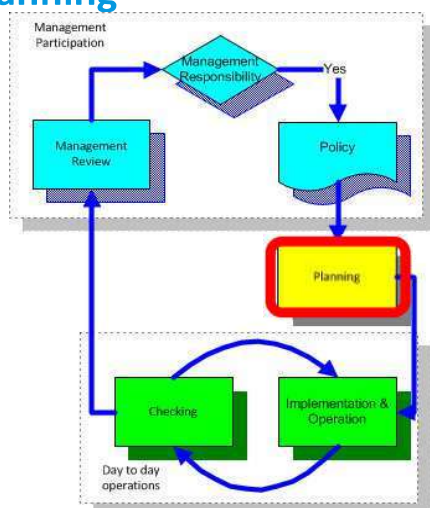 Management
Participation
Management
Responsibility
Yes
Management
Review
Policy
Planning
Checking
Implementation &
Operation
Day to day
operations